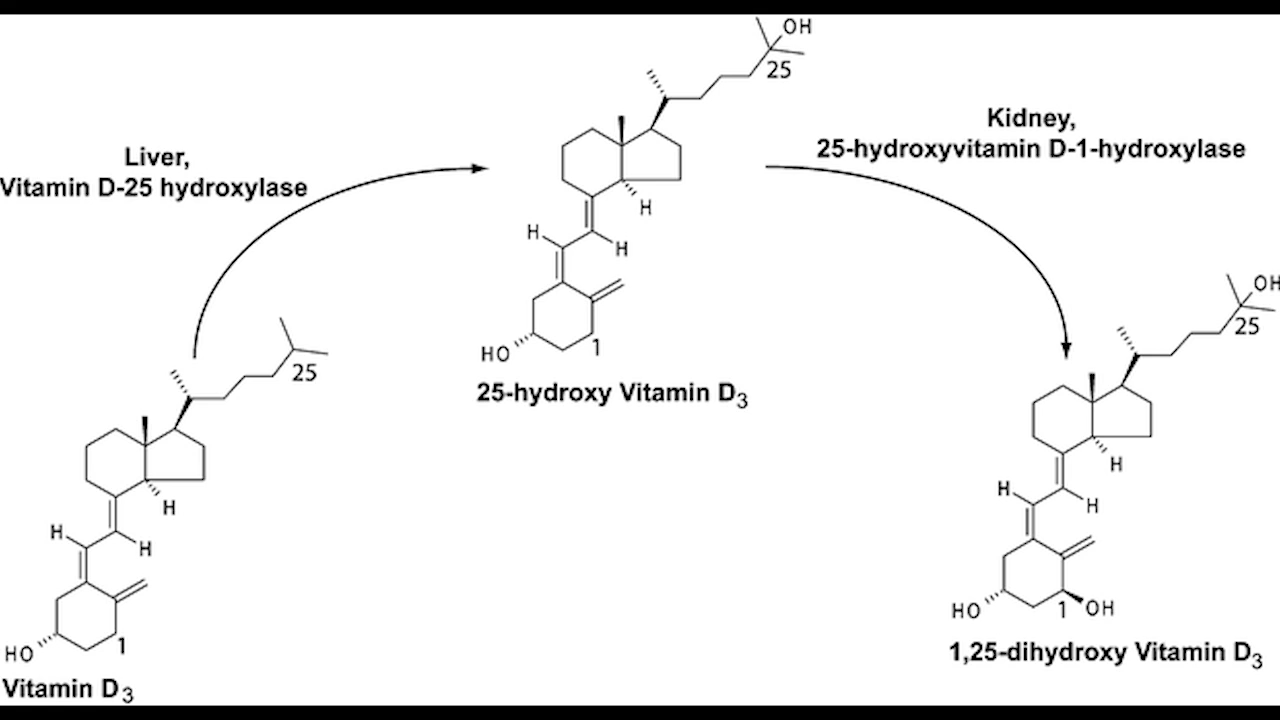 OH
25
Kidney,
25-hydroxyvitamin D-1-hydroxylase
Liver,
Vitamin D-25 hydroxylase
H
H
H
HO
1
25-hydroxy Vitamin D3
OH
25
H
H
H
HO
1
OH
1,25-dihydroxy Vitamin D3
25
H
H
H
HO
1
Vitamin D3